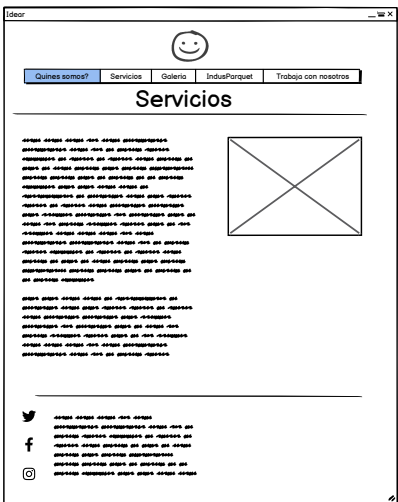 Idear
Quines somos? Servicios Galeria IndusParquet Trabaja con nosotros
Servicios